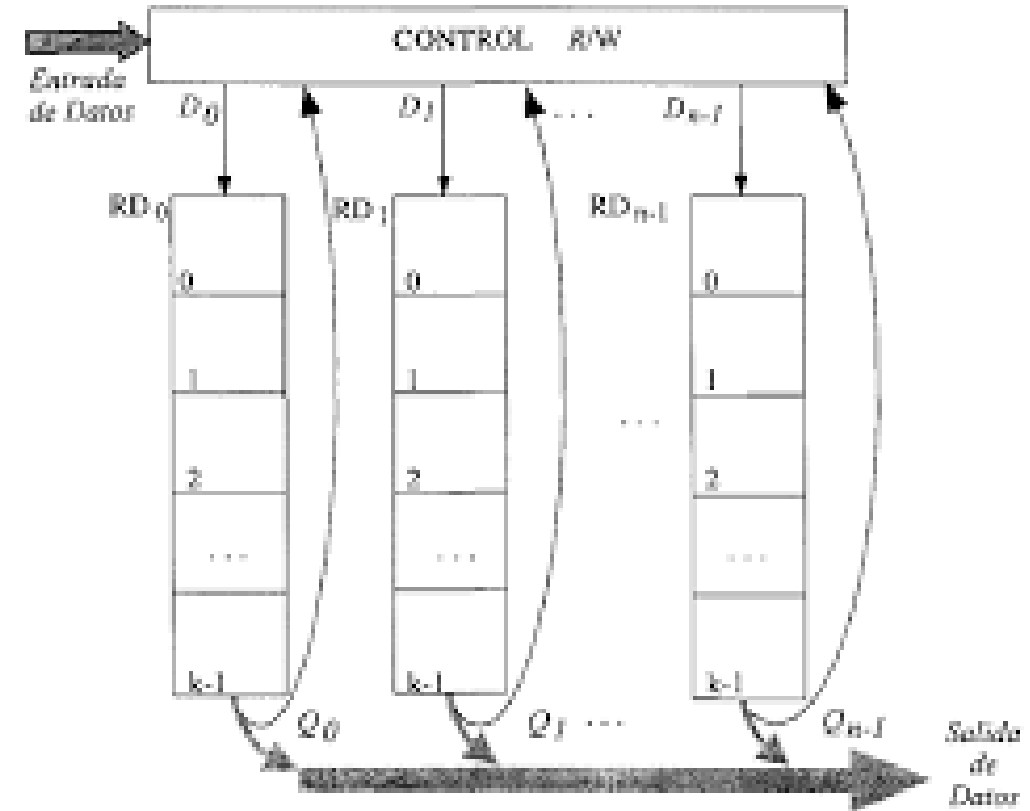 CONTROL R/W
Entrada
de Datos
D0
D1
...
Dn-1
RD0
RD1
RDn-1
0
0
0
1
1
1
...
2
2
2
...
...
...
k-1
k-1
k-1
Q0
Q1
...
Qn-1
Salida
de
Datos